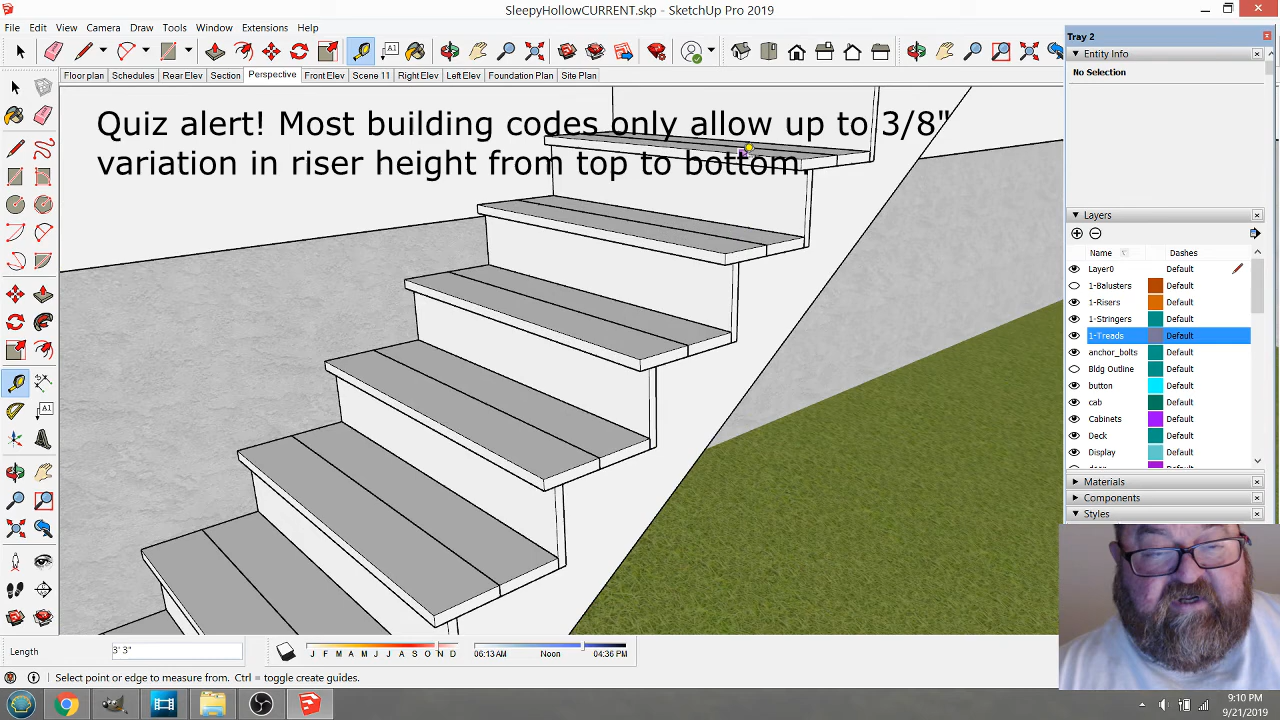 SleepyHollowCURRENT.skp - SketchUp Pro 2019
File Edit View Camera Draw Tools Window Extensions Help
Floor plan Schedules Rear Elev Section Perspective Front Elev Scene 11 Right Elev Left Elev Foundation Plan Site Plan
Quiz alert! Most building codes only allow up to 3/8"
variation in riser height from top to bottom.
Tray 2
Entity Info
No Selection
Layers
Name Dashes
Layer0 Default
1-Balusters Default
1-Risers Default
1-Stringers Default
1-Treads Default
anchor_bolts Default
Bldg Outline Default
button Default
cab Default
Cabinets Default
Deck Default
Display Default
door Default
Materials
Components
Styles
Length 3' 3"
J F M A M J J A S O N D
06:13 AM Noon 04:36 PM
Select point or edge to measure from. Ctrl = toggle create guides.
9:10 PM
9/21/2019